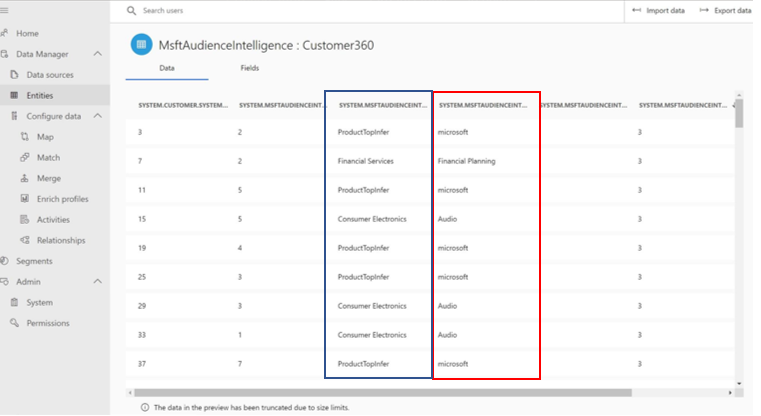 Search users
Import data
Export data
Home
Data Manager
Data sources
Entities
Configure data
Map
Match
Merge
Enrich profiles
Activities
Relationships
Segments
Admin
System
Permissions
MsftAudienceIntelligence : Customer360
Data Fields
SYSTEM.CUSTOMER.SYSTEM... SYSTEM.MSFTAUDIENCEINT... SYSTEM.MSFTAUDIENCEINT... SYSTEM.MSFTAUDIENCEINT... SYSTEM.MSFTAUDIENCEINT... SYSTEM.MSFTAUDIENCEINT...
3 2 ProductTopInfer microsoft 3
7 2 Financial Services Financial Planning 3
11 5 ProductTopInfer microsoft 3
15 5 Consumer Electronics Audio 3
19 4 ProductTopInfer microsoft 3
25 3 ProductTopInfer microsoft 3
29 3 Consumer Electronics Audio 3
33 1 Consumer Electronics Audio 3
37 7 ProductTopInfer microsoft 3
The data in the preview has been truncated due to size limits.